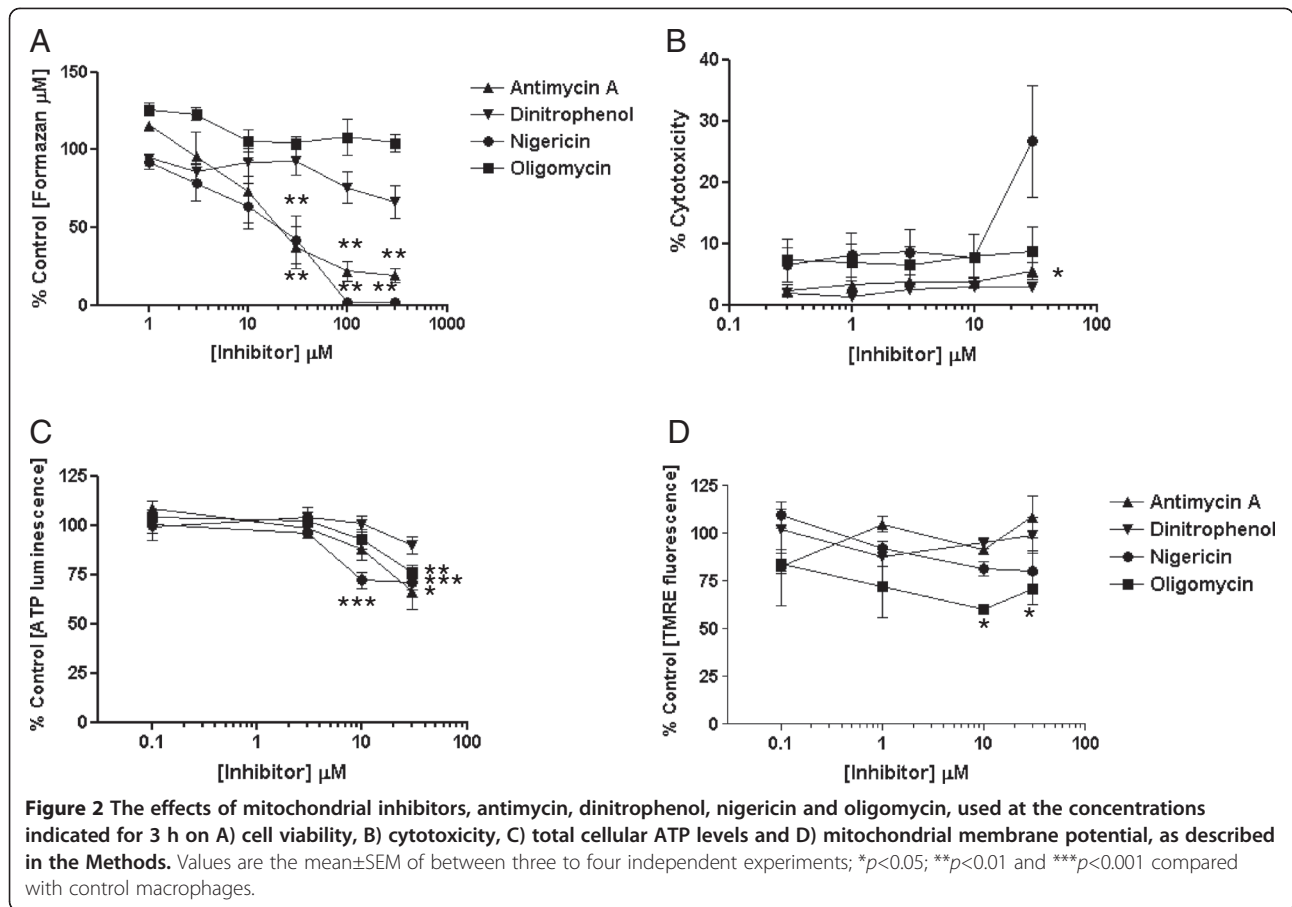 A
150
100
50
0
% Control [Formazan µM]
1
10
100
1000
[Inhibitor] µM
**
**
**
**
**
**
Antimycin A
Dinitrophenol
Nigericin
Oligomycin
B
40
30
20
10
0
% Cytotoxicity
0.1
1
10
100
[Inhibitor] µM
*
C
125
100
75
50
25
0
% Control [ATP luminescence]
0.1
1
10
100
[Inhibitor] µM
***
**
***
*
D
125
100
75
50
25
0
% Control [TMRE fluorescence]
0.1
1
10
100
[Inhibitor] µM
*
*
Antimycin A
Dinitrophenol
Nigericin
Oligomycin
Figure 2 The effects of mitochondrial inhibitors, antimycin, dinitrophenol, nigericin and oligomycin, used at the concentrations
indicated for 3 h on A) cell viability, B) cytotoxicity, C) total cellular ATP levels and D) mitochondrial membrane potential, as described
in the Methods. Values are the mean±SEM of between three to four independent experiments; *p<0.05; **p<0.01 and ***p<0.001 compared
with control macrophages.